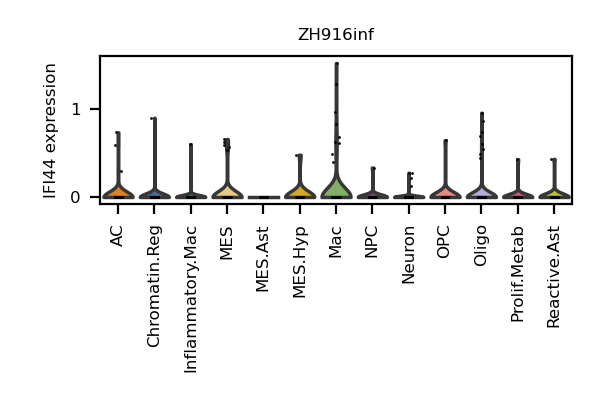 ZH916inf
IFI44 expression
1
0
AC
Chromatin.Reg
Inflammatory.Mac
MES
MES.Ast
MES.Hyp
Mac
NPC
Neuron
OPC
Oligo
Prolif.Metab
Reactive.Ast